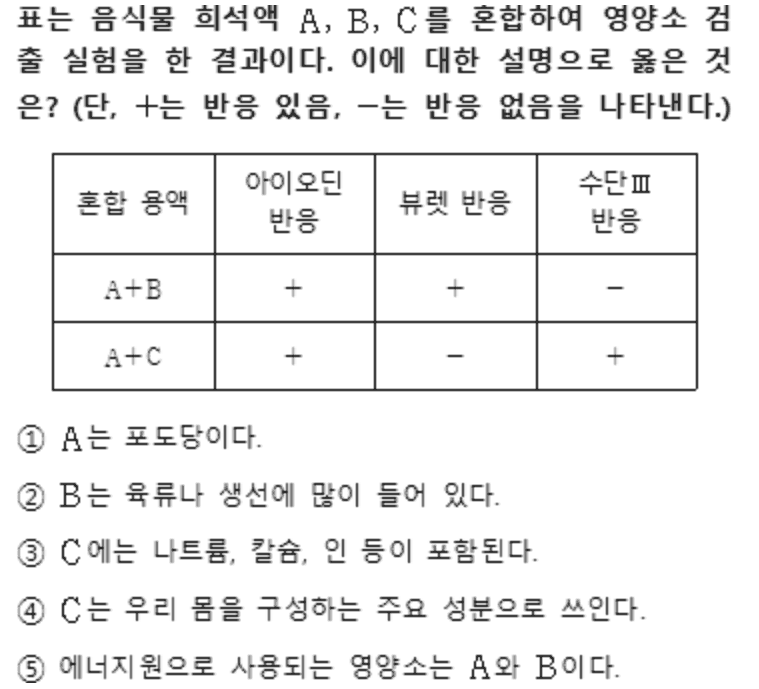 표는 음식물 희석액 A, B, C를 혼합하여 영양소 검
출 실험을 한 결과이다. 이에 대한 설명으로 옳은 것
은? (단, +는 반응 있음, −는 반응 없음을 나타낸다.)
혼합 용액 아이오딘 반응 뷰렛 반응 수단Ⅲ 반응
A+B + + −
A+C + − +
① A는 포도당이다.
② B는 육류나 생선에 많이 들어 있다.
③ C에는 나트륨, 칼슘, 인 등이 포함된다.
④ C는 우리 몸을 구성하는 주요 성분으로 쓰인다.
⑤ 에너지원으로 사용되는 영양소는 A와 B이다.